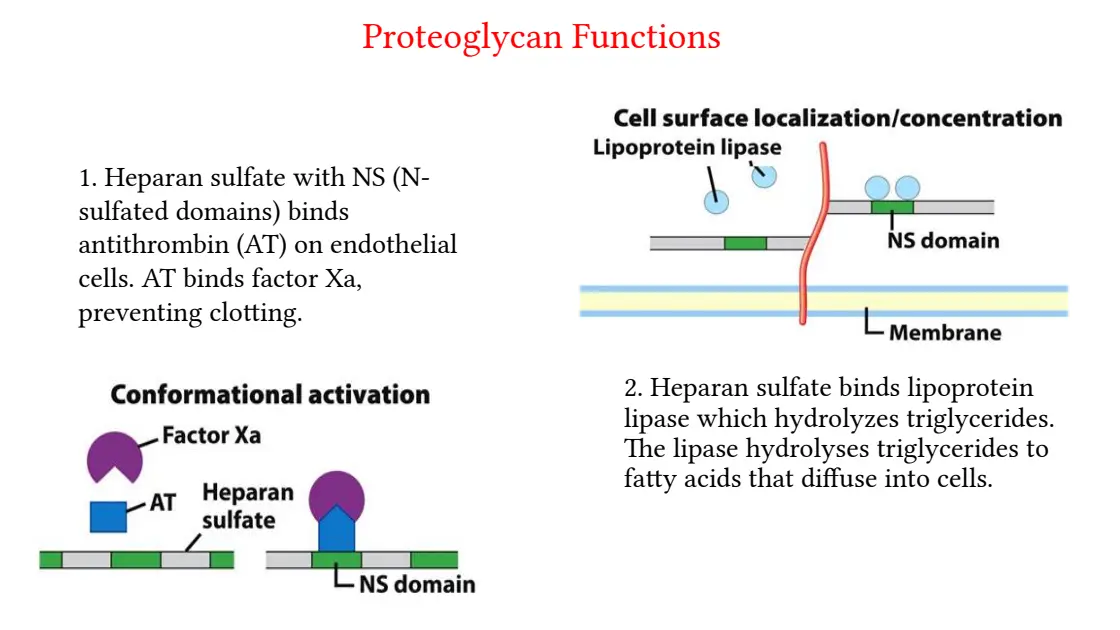 Proteoglycan Functions
1. Heparan sulfate with NS (N-
sulfated domains) binds
antithrombin (AT) on endothelial
cells. AT binds factor Xa,
preventing clotting.
Conformational activation
Factor Xa
AT
Heparan
sulfate
NS domain
Cell surface localization/concentration
Lipoprotein lipase
NS domain
Membrane
2. Heparan sulfate binds lipoprotein
lipase which hydrolyzes triglycerides.
The lipase hydrolyses triglycerides to
fatty acids that diffuse into cells.